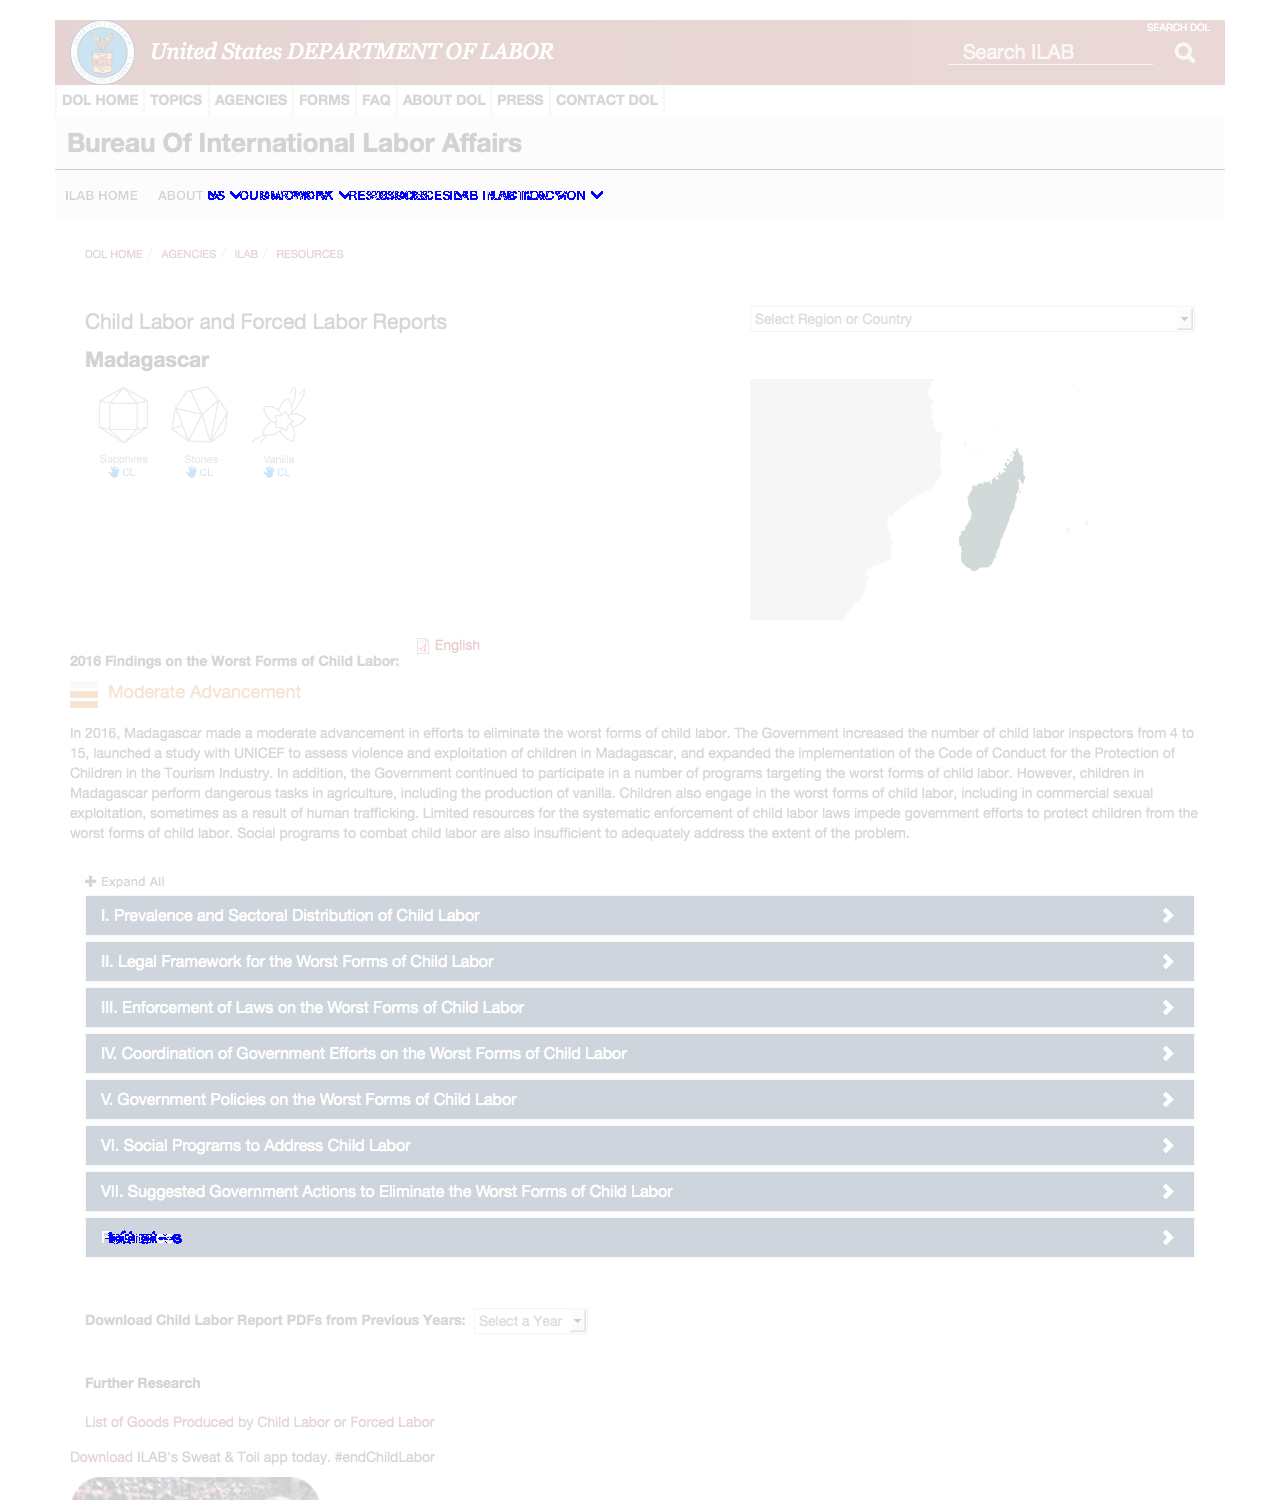 SEARCH DOL
United States DEPARTMENT OF LABOR
Search ILAB
DOL HOME TOPICS AGENCIES FORMS FAQ ABOUT DOL PRESS CONTACT DOL
Bureau Of International Labor Affairs
ILAB HOME ABOUT
DOL HOME / AGENCIES / ILAB / RESOURCES
Child Labor and Forced Labor Reports
Select Region or Country
Madagascar
Sapphires Stones Vanilla
CL CL CL
English
2016 Findings on the Worst Forms of Child Labor:
Moderate Advancement
In 2016, Madagascar made a moderate advancement in efforts to eliminate the worst forms of child labor. The Government increased the number of child labor inspectors from 4 to
15, launched a study with UNICEF to assess violence and exploitation of children in Madagascar, and expanded the implementation of the Code of Conduct for the Protection of
Children in the Tourism Industry. In addition, the Government continued to participate in a number of programs targeting the worst forms of child labor. However, children in
Madagascar perform dangerous tasks in agriculture, including the production of vanilla. Children also engage in the worst forms of child labor, including in commercial sexual
exploitation, sometimes as a result of human trafficking. Limited resources for the systematic enforcement of child labor laws impede government efforts to protect children from the
worst forms of child labor. Social programs to combat child labor are also insufficient to adequately address the extent of the problem.
Expand All
I. Prevalence and Sectoral Distribution of Child Labor
II. Legal Framework for the Worst Forms of Child Labor
III. Enforcement of Laws on the Worst Forms of Child Labor
IV. Coordination of Government Efforts on the Worst Forms of Child Labor
V. Government Policies on the Worst Forms of Child Labor
VI. Social Programs to Address Child Labor
VII. Suggested Government Actions to Eliminate the Worst Forms of Child Labor
Download Child Labor Report PDFs from Previous Years: Select a Year
Further Research
List of Goods Produced by Child Labor or Forced Labor
Download ILAB's Sweat & Toil app today. #endChildLabor